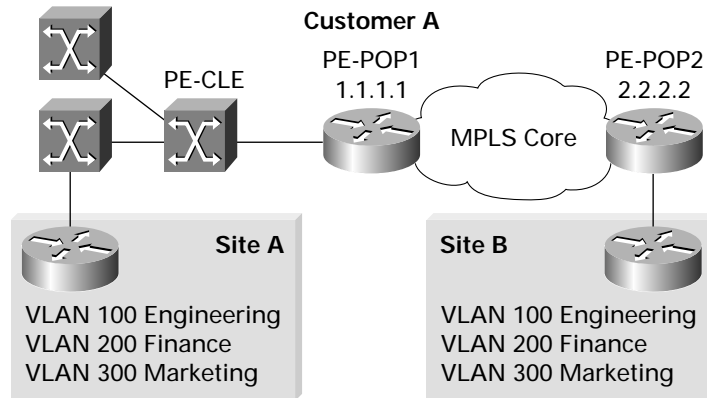 Customer A
PE-CLE
PE-POP1
1.1.1.1
PE-POP2
2.2.2.2
MPLS Core
Site A
VLAN 100 Engineering
VLAN 200 Finance
VLAN 300 Marketing
Site B
VLAN 100 Engineering
VLAN 200 Finance
VLAN 300 Marketing